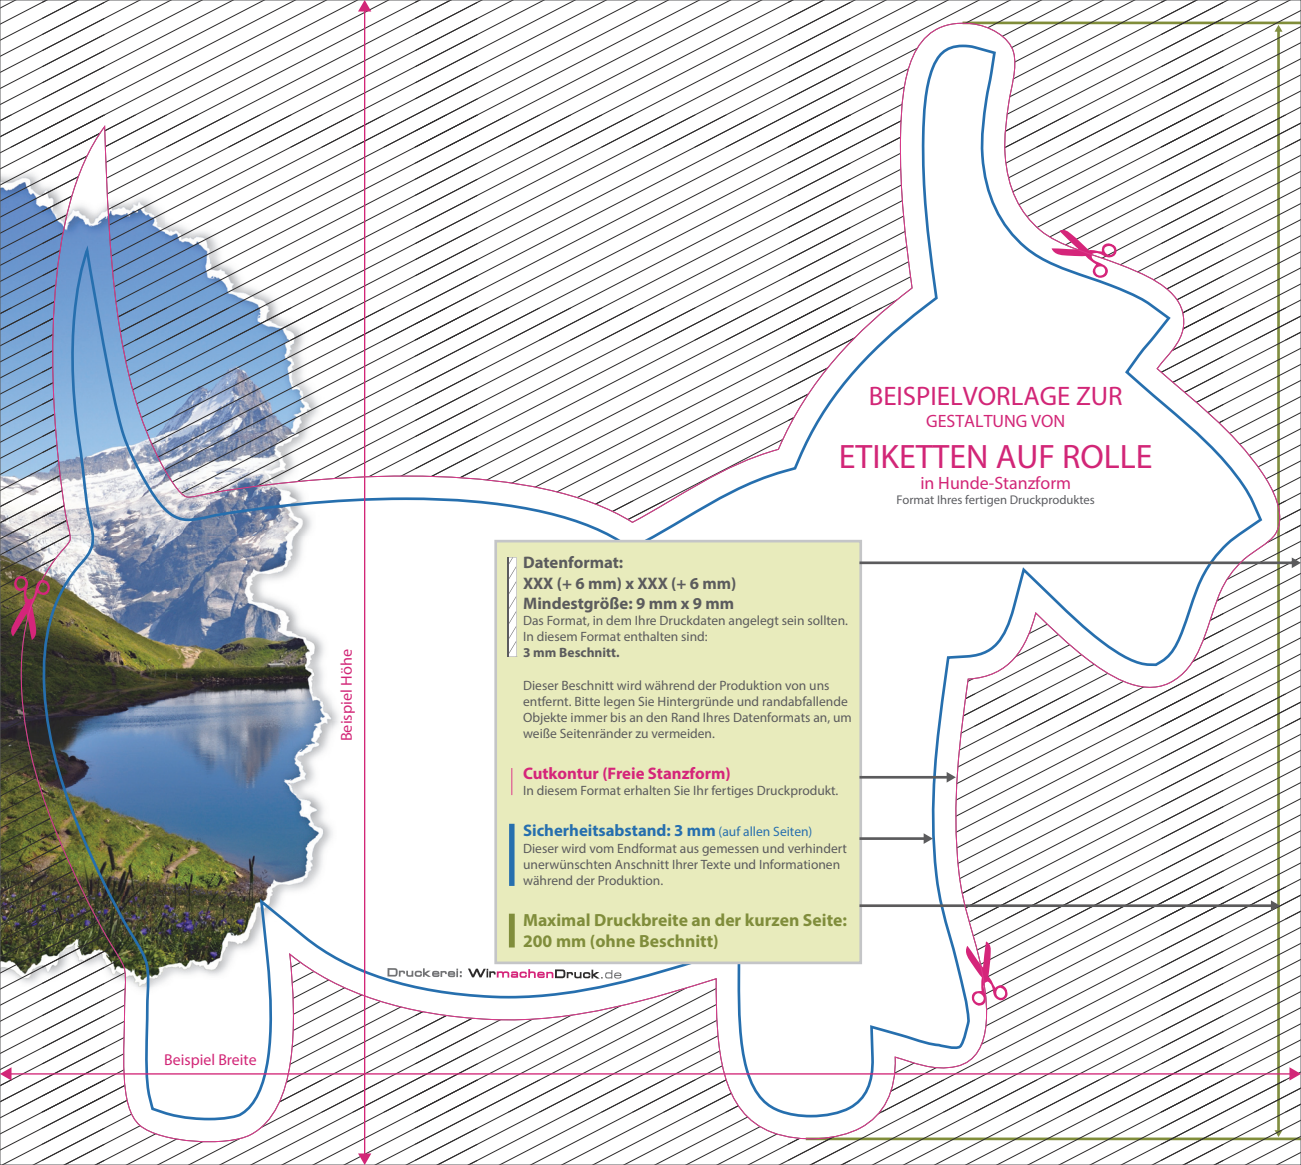 BEISPIELVORLAGE ZUR
GESTALTUNG VON
ETIKETTEN AUF ROLLE
in Hunde-Stanzform
Format Ihres fertigen Druckproduktes
Datenformat:
XXX (+ 6 mm) x XXX (+ 6 mm)
Mindestgröße: 9 mm x 9 mm
Das Format, in dem Ihre Druckdaten angelegt sein sollten.
In diesem Format enthalten sind:
3 mm Beschnitt.
Dieser Beschnitt wird während der Produktion von uns
entfernt. Bitte legen Sie Hintergründe und randabfallende
Objekte immer bis an den Rand Ihres Datenformats an, um
weiße Seitenränder zu vermeiden.
Cutkontur (Freie Stanzform)
In diesem Format erhalten Sie Ihr fertiges Druckprodukt.
Sicherheitsabstand: 3 mm (auf allen Seiten)
Dieser wird vom Endformat aus gemessen und verhindert
unerwünschten Anschnitt Ihrer Texte und Informationen
während der Produktion.
Maximal Druckbreite an der kurzen Seite:
200 mm (ohne Beschnitt)
Beispiel Höhe
Druckerei: WirmachenDruck.de
Beispiel Breite